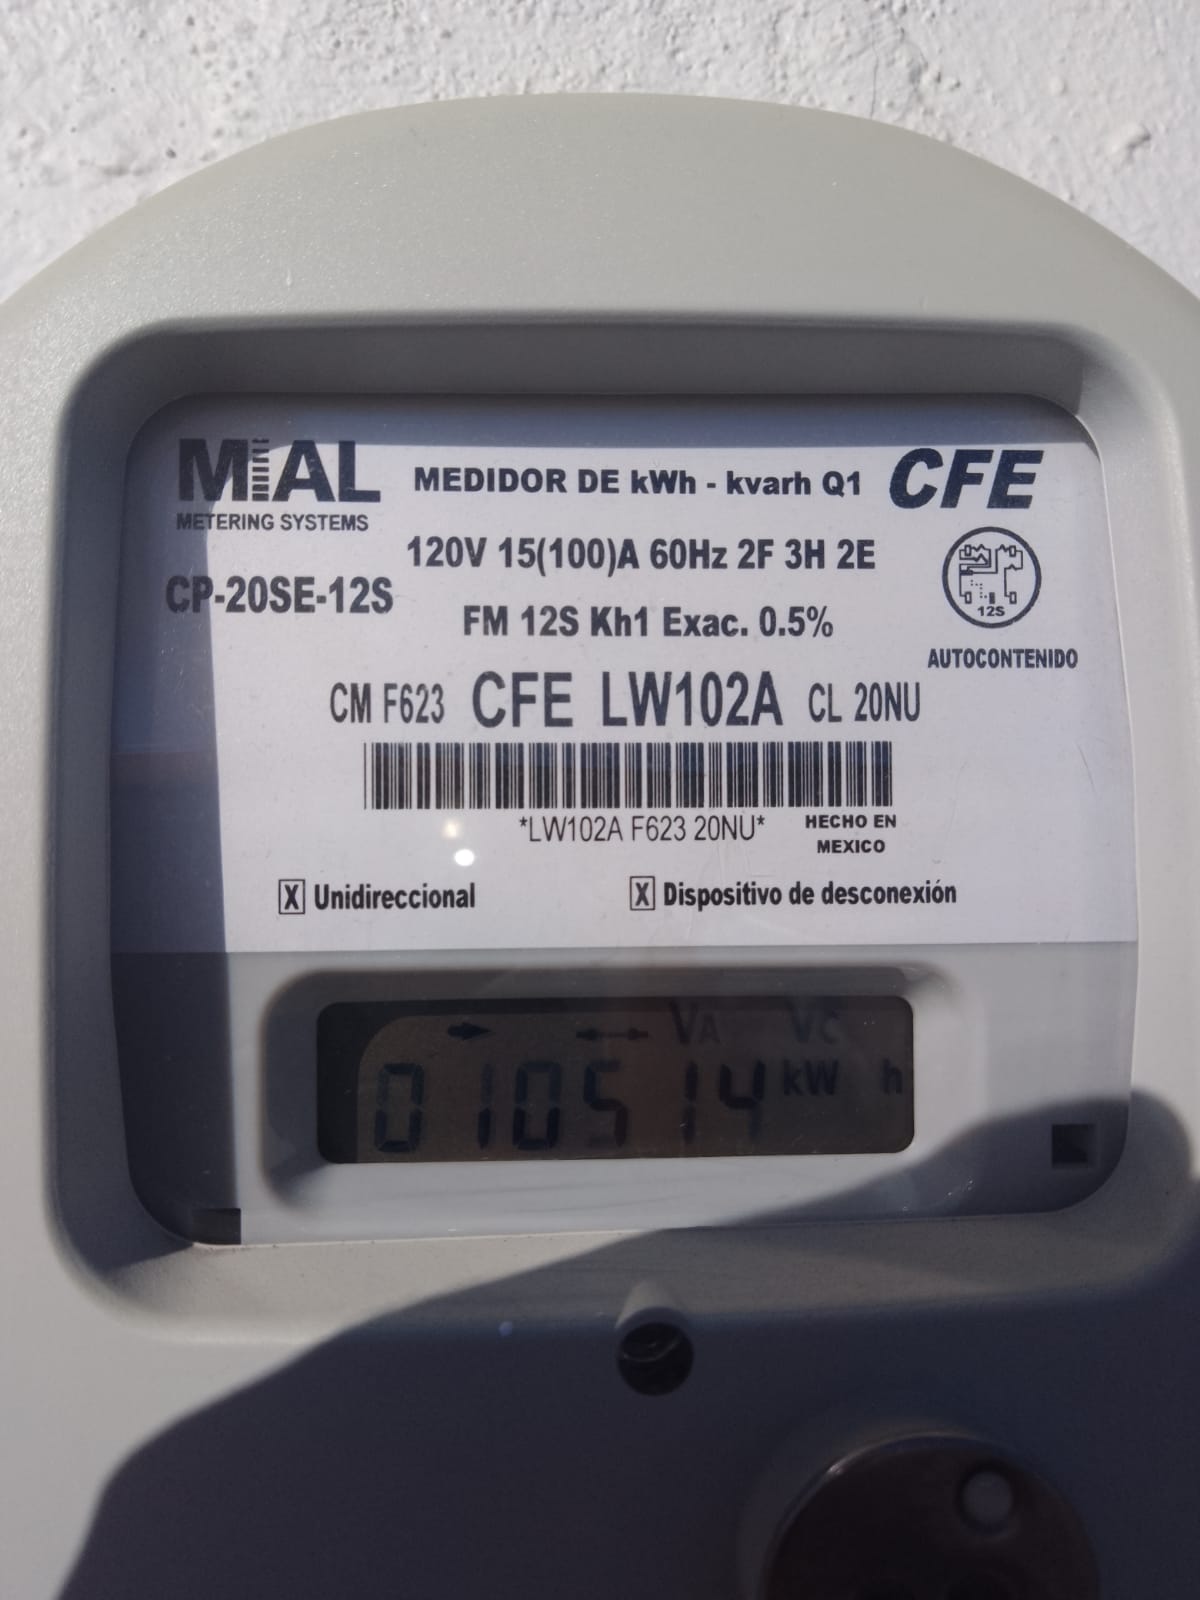 MIAL
METERING SYSTEMS
MEDIDOR DE kWh - kvarh Q1
CFE
120V 15(100)A 60Hz 2F 3H 2E
CP-20SE-12S
FM 12S Kh1 Exac. 0.5%
12S
AUTOCONTENIDO
CM F623 CFE LW102A CL 20NU
*LW102A F623 20NU*
HECHO EN
MEXICO
X Unidireccional
X Dispositivo de desconexión
VA VC
010514 kW h